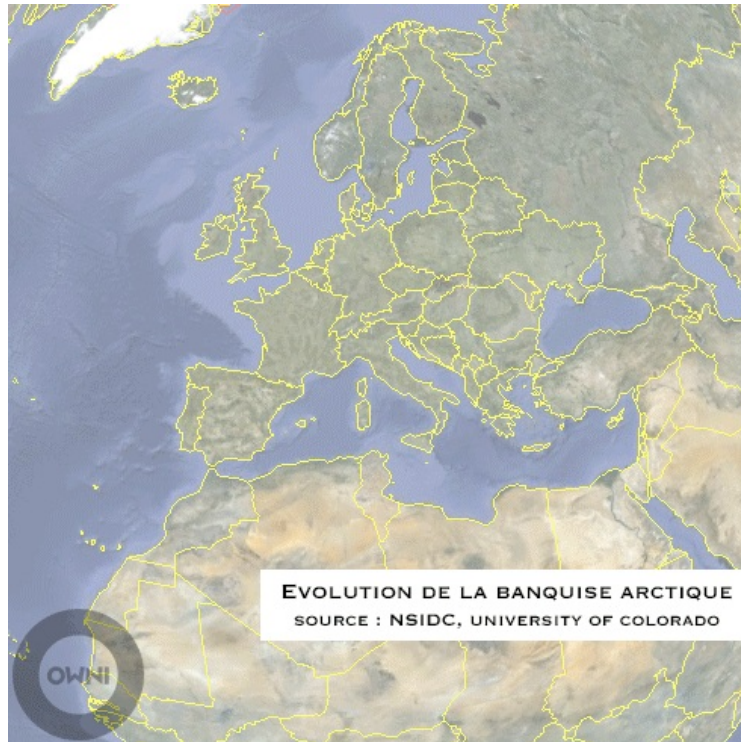 EVOLUTION DE LA BANQUISE ARCTIQUE
SOURCE : NSIDC, UNIVERSITY OF COLORADO
OWNI